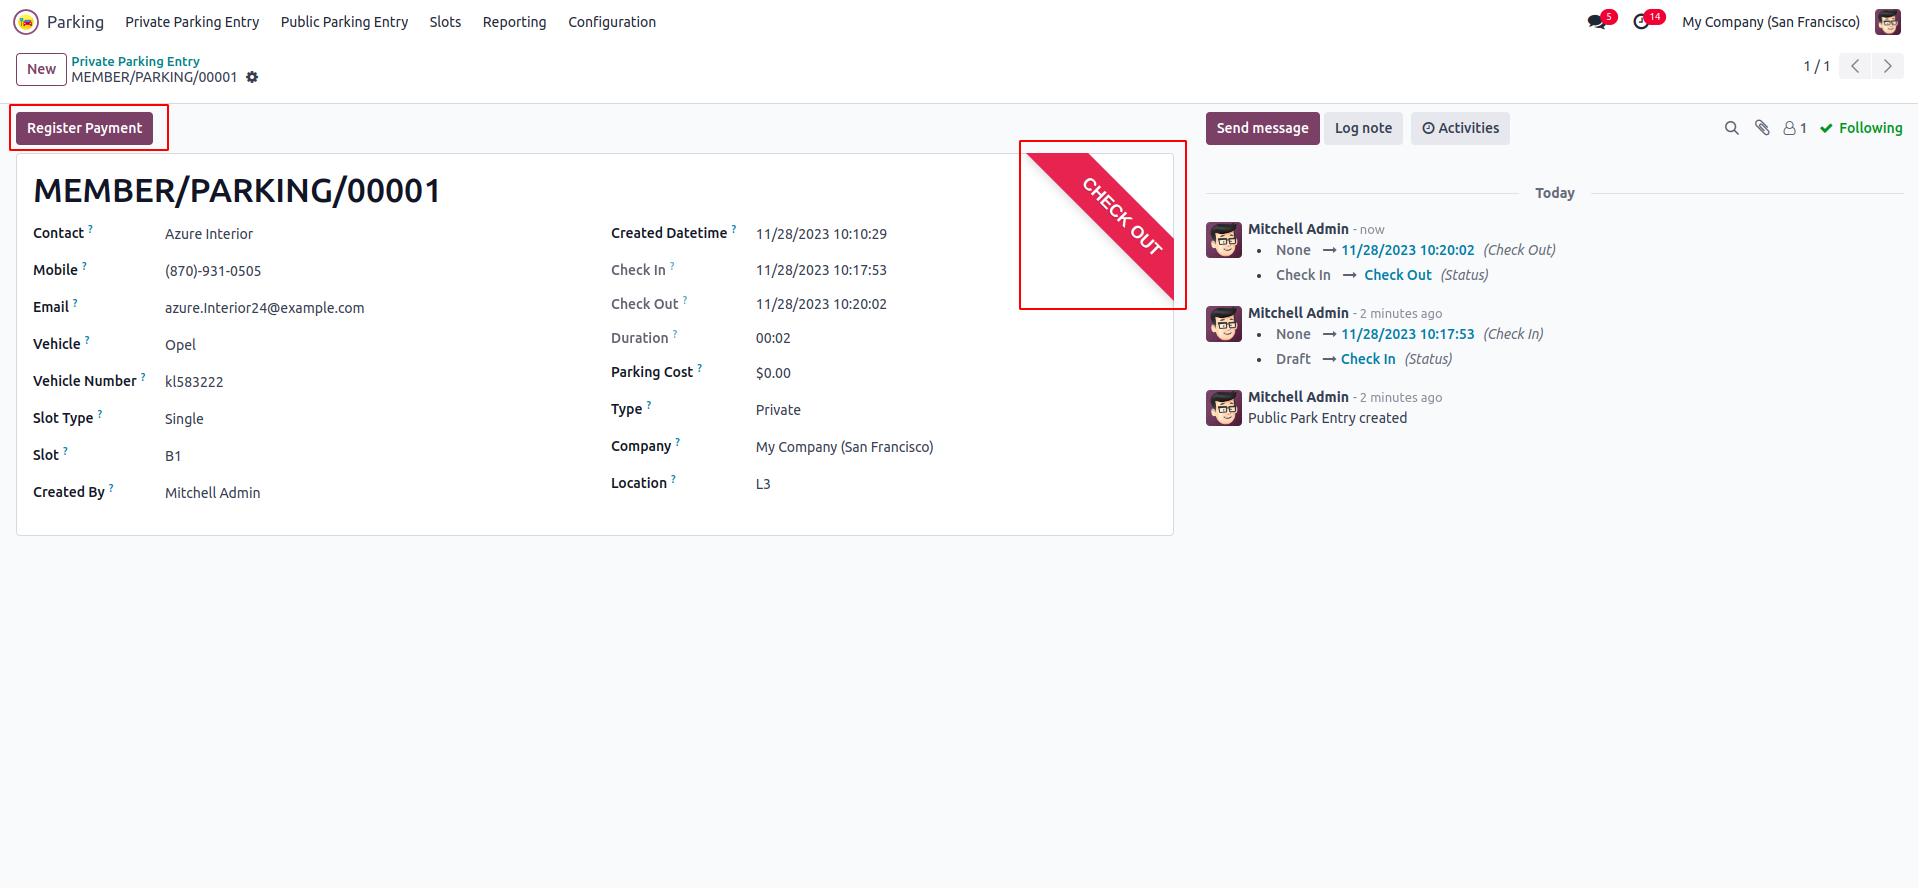 Parking Private Parking Entry Public Parking Entry Slots Reporting Configuration 5 14 My Company (San Francisco)
New Private Parking Entry
MEMBER/PARKING/00001
1 / 1
Register Payment
Send message Log note Activities 1 Following
CHECK OUT
MEMBER/PARKING/00001
Contact ? Azure Interior
Mobile ? (870)-931-0505
Email ? azure.Interior24@example.com
Vehicle ? Opel
Vehicle Number ? kl583222
Slot Type ? Single
Slot ? B1
Created By ? Mitchell Admin
Created Datetime ? 11/28/2023 10:10:29
Check In ? 11/28/2023 10:17:53
Check Out ? 11/28/2023 10:20:02
Duration ? 00:02
Parking Cost ? $0.00
Type ? Private
Company ? My Company (San Francisco)
Location ? L3
Today
Mitchell Admin - now
• None → 11/28/2023 10:20:02 (Check Out)
• Check In → Check Out (Status)
Mitchell Admin - 2 minutes ago
• None → 11/28/2023 10:17:53 (Check In)
• Draft → Check In (Status)
Mitchell Admin - 2 minutes ago
Public Park Entry created